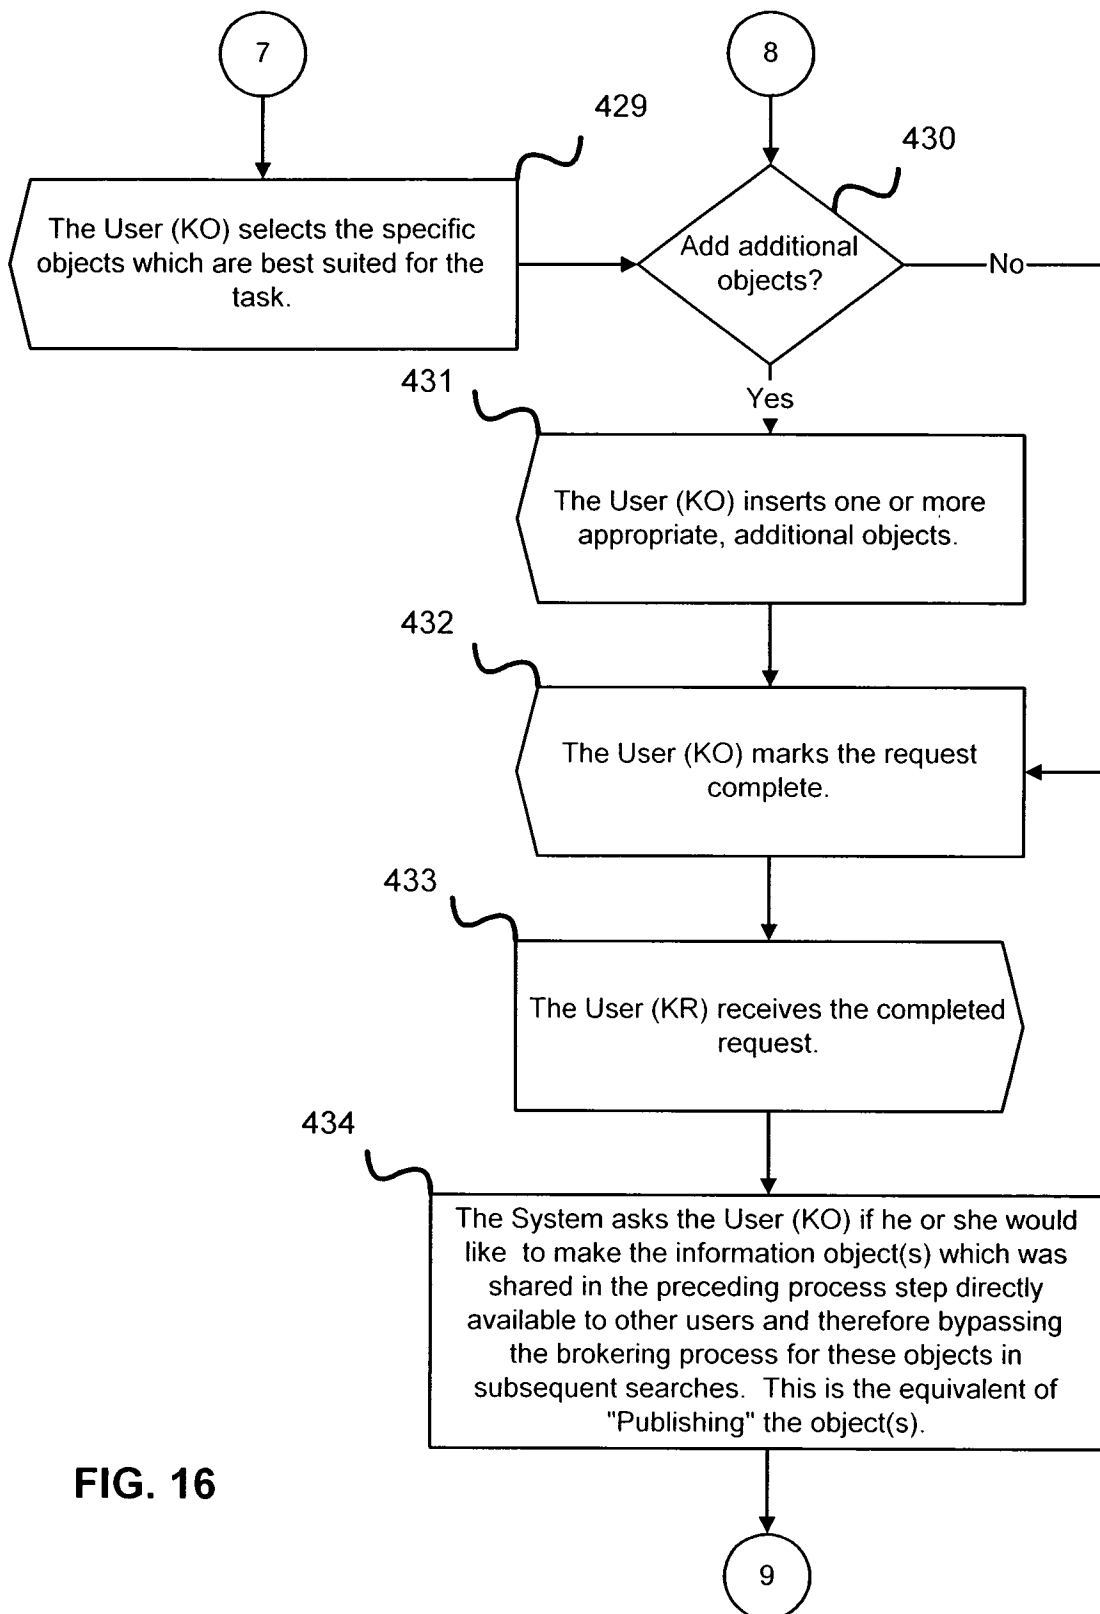 7
8
429
430
The User (KO) selects the specific
objects which are best suited for the
task.
Add additional
objects?
No
431
Yes
The User (KO) inserts one or more
appropriate, additional objects.
432
The User (KO) marks the request
complete.
433
The User (KR) receives the completed
request.
434
The System asks the User (KO) if he or she would
like to make the information object(s) which was
shared in the preceding process step directly
available to other users and therefore bypassing
the brokering process for these objects in
subsequent searches. This is the equivalent of
"Publishing" the object(s).
FIG. 16
9